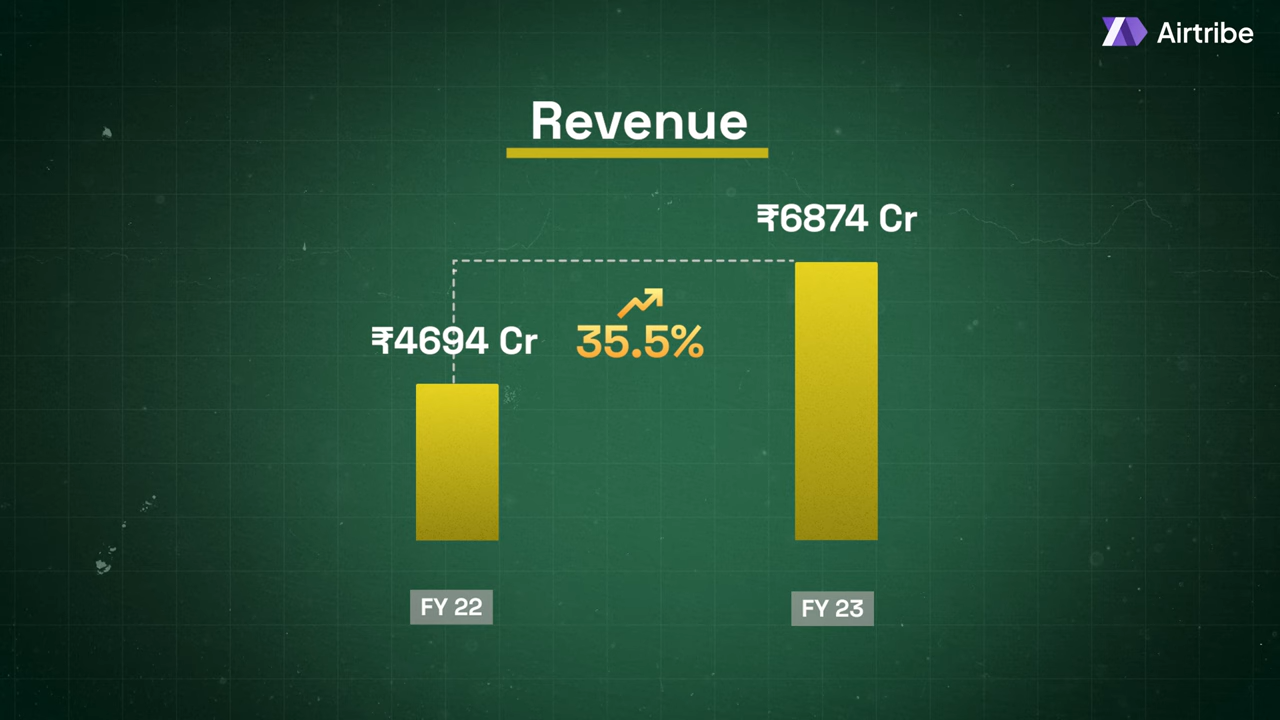 Airtribe
Revenue
₹6874 Cr
₹4694 Cr
35.5%
FY 22
FY 23